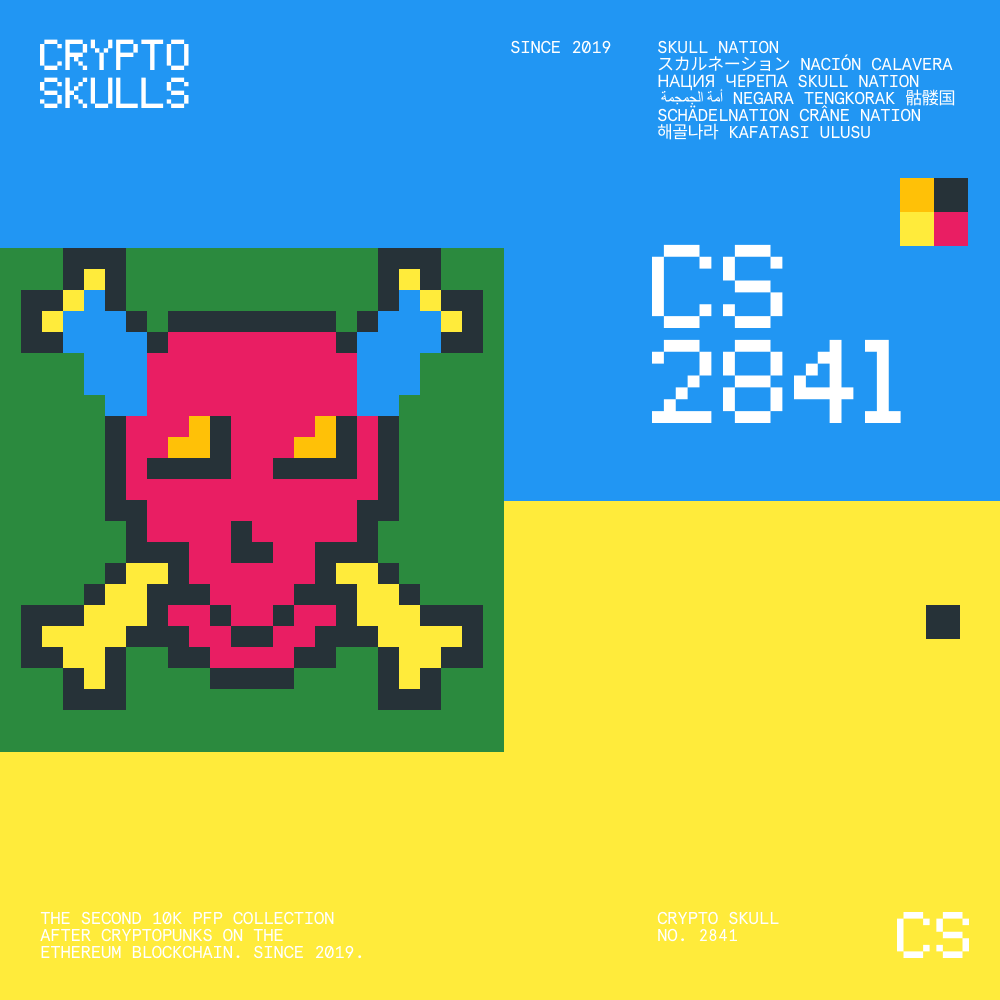 CRYPTO
SKULLS
SINCE 2019
SKULL NATION
スカルネーション NACIÓN CALAVERA
НАЦИЯ ЧЕРЕПА SKULL NATION
أمة الجمجمة NEGARA TENGKORAK 骷髅国
SCHÄDELNATION CRÂNE NATION
해골나라 KAFATASI ULUSU
CS
2841
THE SECOND 10K PFP COLLECTION
AFTER CRYPTOPUNKS ON THE
ETHEREUM BLOCKCHAIN. SINCE 2019.
CRYPTO SKULL
NO. 2841
CS